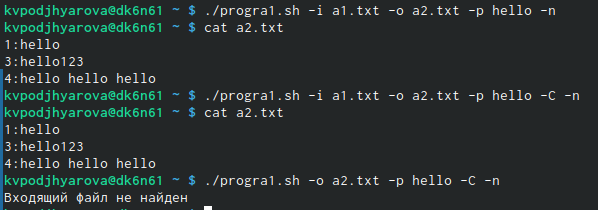 kvpodjhyarova@dk6n61 ~ $ ./progra1.sh -i a1.txt -o a2.txt -p hello -n
kvpodjhyarova@dk6n61 ~ $ cat a2.txt
1:hello
3:hello123
4:hello hello hello
kvpodjhyarova@dk6n61 ~ $ ./progra1.sh -i a1.txt -o a2.txt -p hello -C -n
kvpodjhyarova@dk6n61 ~ $ cat a2.txt
1:hello
3:hello123
4:hello hello hello
kvpodjhyarova@dk6n61 ~ $ ./progra1.sh -o a2.txt -p hello -C -n
Входящий файл не найден